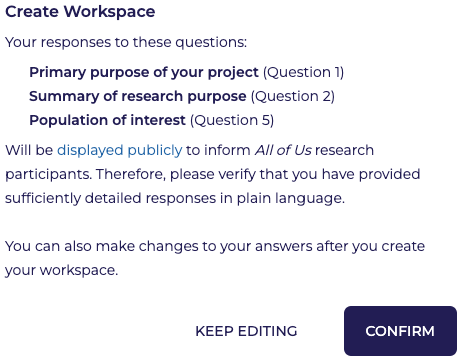 Create Workspace
Your responses to these questions:
Primary purpose of your project (Question 1)
Summary of research purpose (Question 2)
Population of interest (Question 5)
Will be displayed publicly to inform All of Us research
participants. Therefore, please verify that you have provided
sufficiently detailed responses in plain language.
You can also make changes to your answers after you create
your workspace.
KEEP EDITING CONFIRM